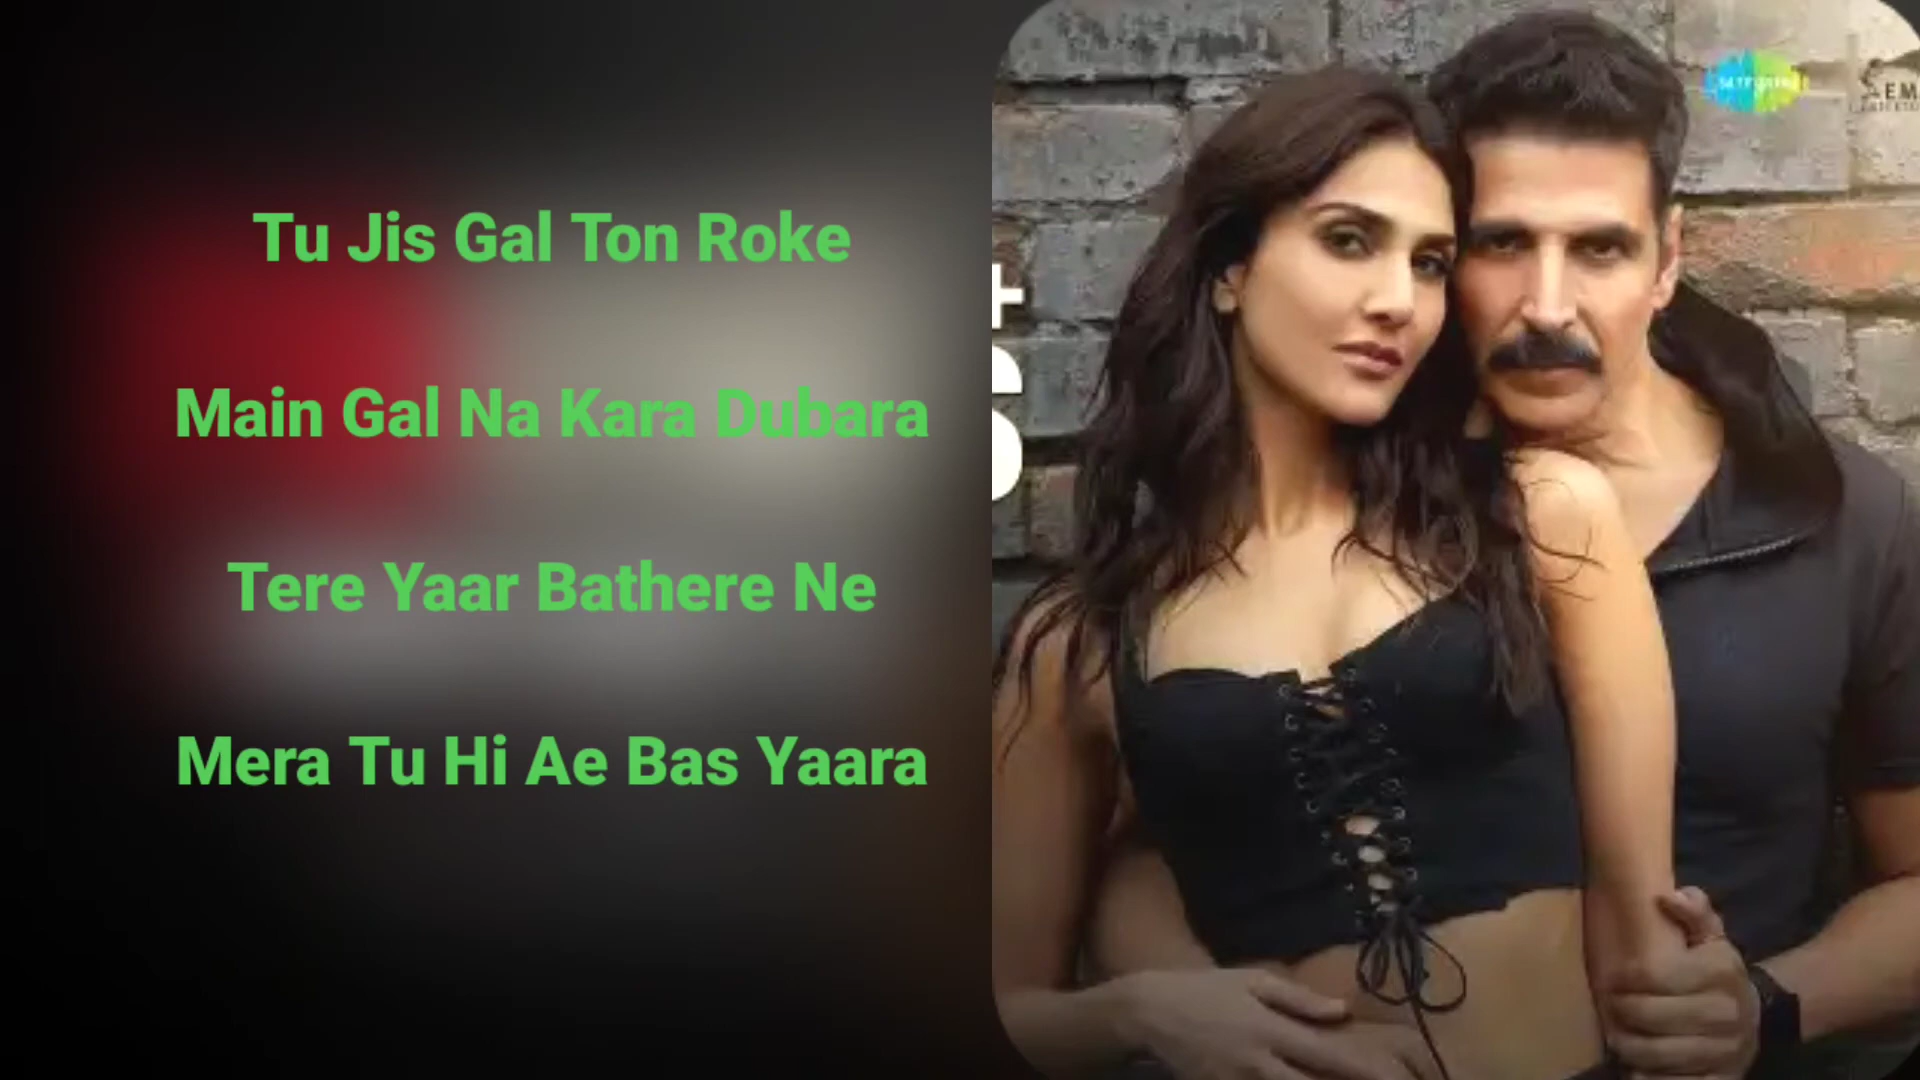 Tu Jis Gal Ton Roke
Main Gal Na Kara Dubara
Tere Yaar Bathere Ne
Mera Tu Hi Ae Bas Yaara
+
S
EM